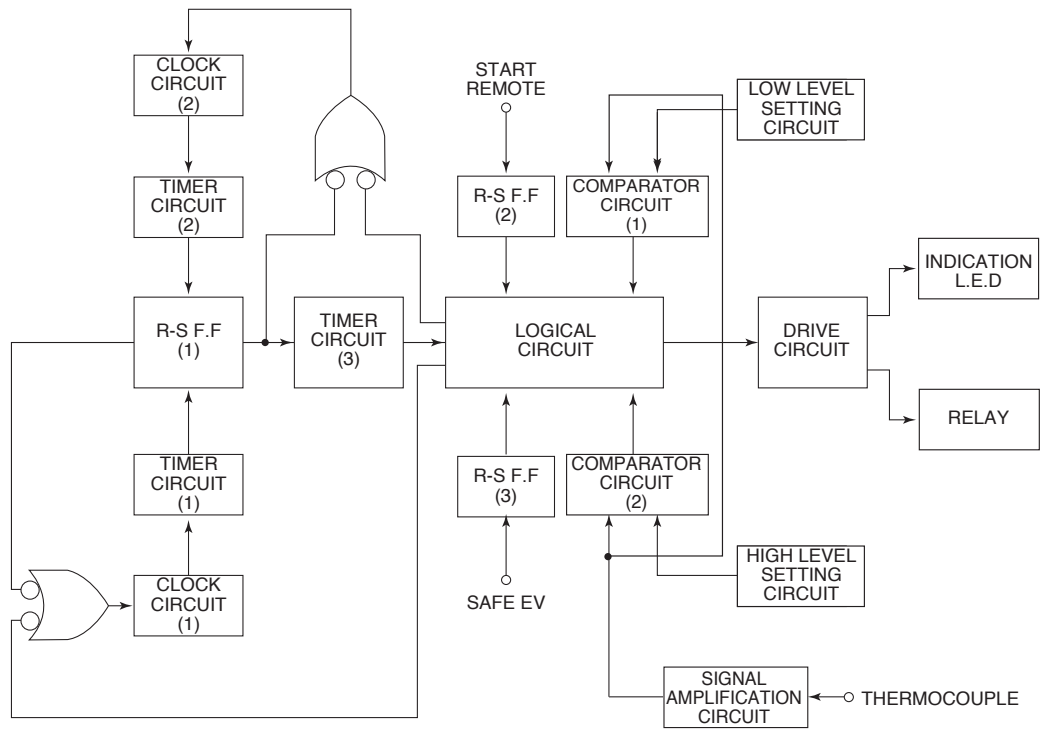 CLOCK
CIRCUIT
(2)
START
REMOTE
LOW LEVEL
SETTING
CIRCUIT
TIMER
CIRCUIT
(2)
R-S F.F
(2)
COMPARATOR
CIRCUIT
(1)
INDICATION
L.E.D
R-S F.F
(1)
TIMER
CIRCUIT
(3)
LOGICAL
CIRCUIT
DRIVE
CIRCUIT
RELAY
TIMER
CIRCUIT
(1)
R-S F.F
(3)
COMPARATOR
CIRCUIT
(2)
HIGH LEVEL
SETTING
CIRCUIT
CLOCK
CIRCUIT
(1)
SAFE EV
SIGNAL
AMPLIFICATION
CIRCUIT
THERMOCOUPLE